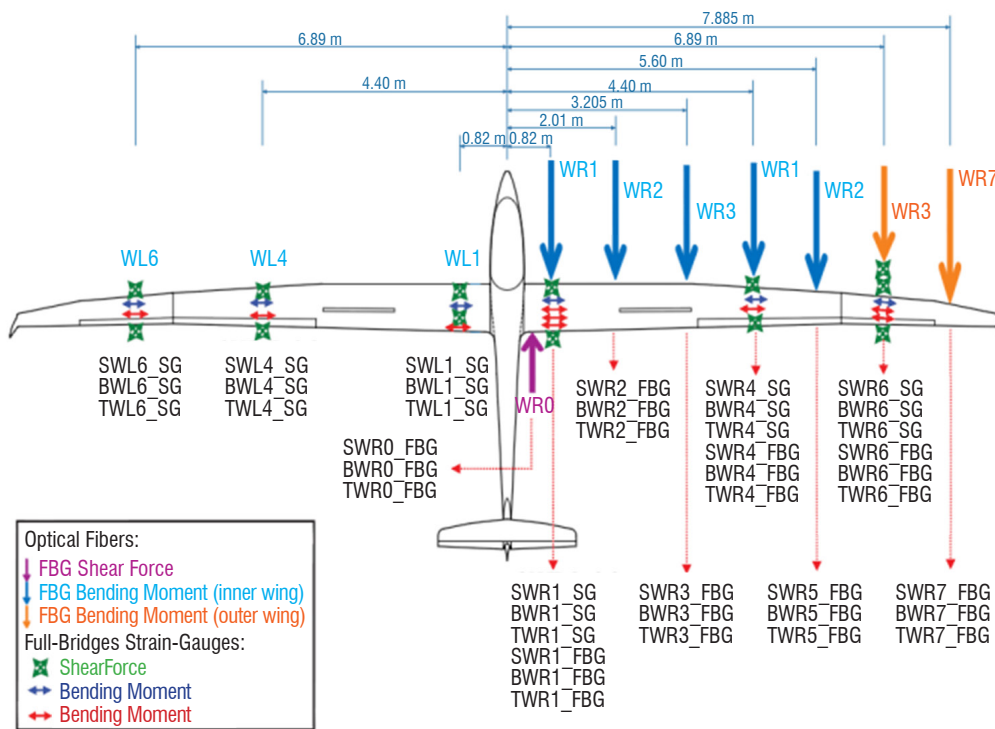 7.885 m
6.89 m
6.89 m
5.60 m
4.40 m
4.40 m
3.205 m
2.01 m
0.82 m
0.82 m
WR1
WR2
WR3
WR1
WR2
WR3
WR7
WL6
WL4
WL1
WR0
SWL6_SG
BWL6_SG
TWL6_SG
SWL4_SG
BWL4_SG
TWL4_SG
SWL1_SG
BWL1_SG
TWL1_SG
SWR0_FBG
BWR0_FBG
TWR0_FBG
SWR2_FBG
BWR2_FBG
TWR2_FBG
SWR4_SG
BWR4_SG
TWR4_SG
SWR4_FBG
BWR4_FBG
TWR4_FBG
SWR6_SG
BWR6_SG
TWR6_SG
SWR6_FBG
BWR6_FBG
TWR6_FBG
SWR1_SG
BWR1_SG
TWR1_SG
SWR1_FBG
BWR1_FBG
TWR1_FBG
SWR3_FBG
BWR3_FBG
TWR3_FBG
SWR5_FBG
BWR5_FBG
TWR5_FBG
SWR7_FBG
BWR7_FBG
TWR7_FBG
Optical Fibers:
FBG Shear Force
FBG Bending Moment (inner wing)
FBG Bending Moment (outer wing)
Full-Bridges Strain-Gauges:
ShearForce
Bending Moment
Bending Moment